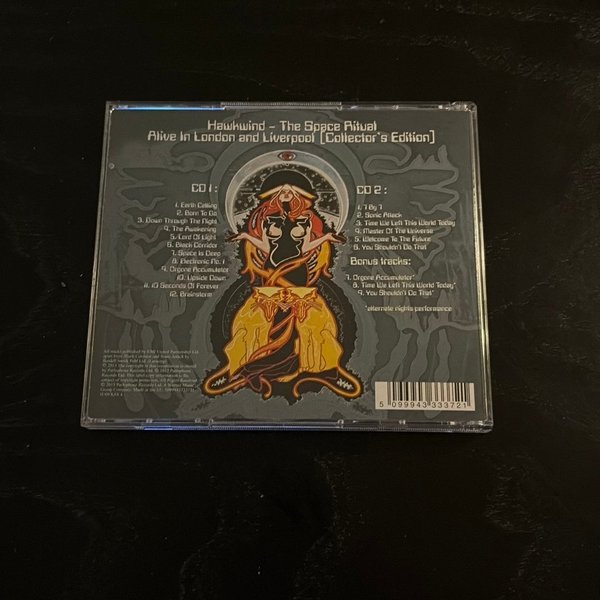 Hawkwind - The Space Ritual
Alive In London and Liverpool [Collector's Edition]
CD 1 :
1. Earth Calling
2. Born To Go
3. Down Through The Night
4. The Awakening
5. Lord Of Light
6. Black Corridor
7. Space Is Deep
8. Electronic No. 1
9. Orgone Accumulator
10. Upside Down
11. 10 Seconds Of Forever
12. Brainstorm
CD 2 :
1. 7 By 7
2. Sonic Attack
3. Time We Left This World Today
4. Master Of The Universe
5. Welcome To The Future
6. You Shouldn't Do That
Bonus tracks:
7. Orgone Accumulator*
8. Time We Left This World Today*
9. You Shouldn't Do That*
*alternate nights performance
5 099943 333721